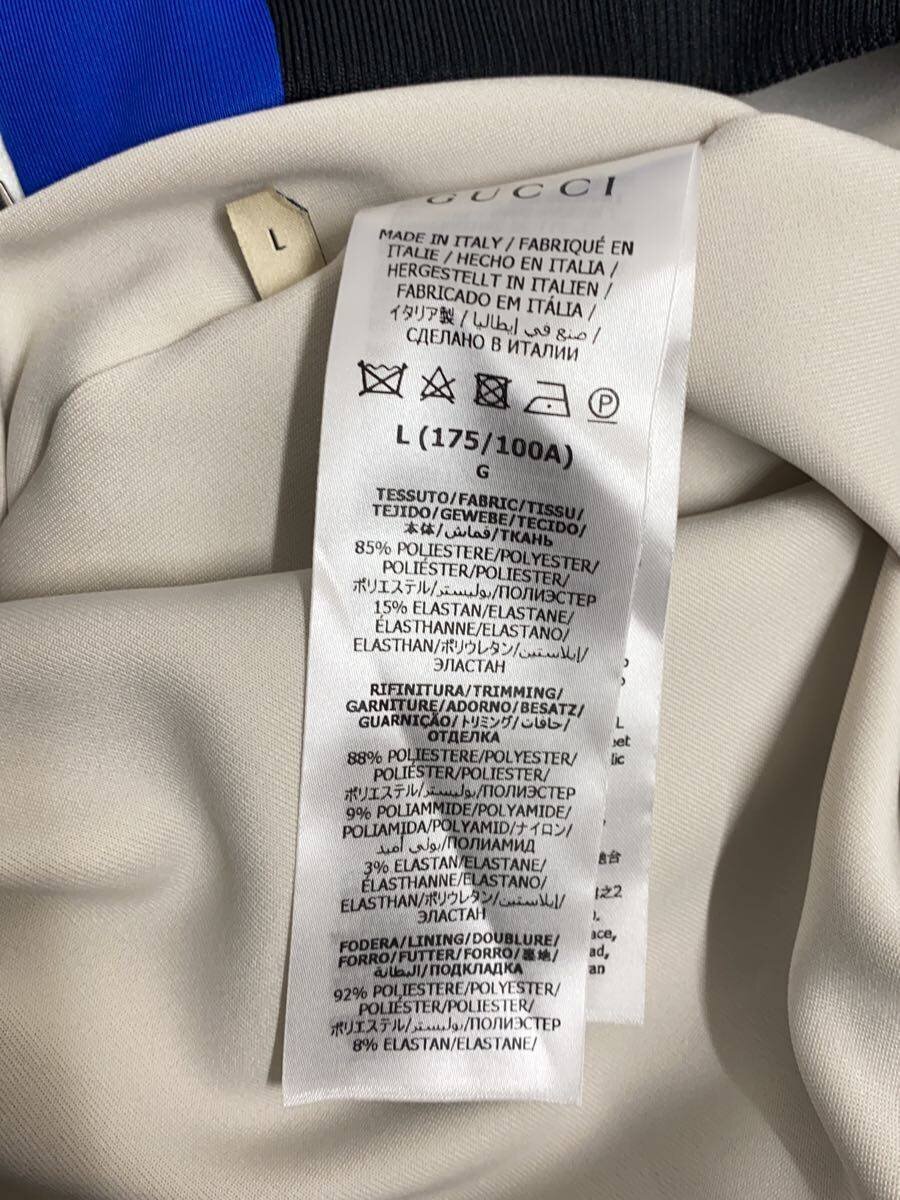 GUCCI
L
MADE IN ITALY / FABRIQUÉ EN
ITALIE / HECHO EN ITALIA /
HERGESTELLT IN ITALIEN /
FABRICADO EM ITÁLIA /
イタリア製 / صنع في إيطاليا /
СДЕЛАНО В ИТАЛИИ
P
L (175/100A)
G
TESSUTO/FABRIC/TISSU/
TEJIDO/GEWEBE/TECIDO/
本体/قماش/ТКАНЬ
85% POLIESTERE/POLYESTER/
POLIÉSTER/POLIESTER/
ポリエステル/بوليستر/ПОЛИЭСТЕР
15% ELASTAN/ELASTANE/
ÉLASTHANNE/ELASTANO/
ELASTHAN/ポリウレタン/إيلاستين/
ЭЛАСТАН
RIFINITURA/TRIMMING/
GARNITURE/ADORNO/BESATZ/
GUARNIÇÃO/トリミング/حافات/
ОТДЕЛКА
88% POLIESTERE/POLYESTER/
POLIÉSTER/POLIESTER/
ポリエステル/بوليستر/ПОЛИЭСТЕР
9% POLIAMMIDE/POLYAMIDE/
POLIAMIDA/POLYAMID/ナイロン/
بولي أميد/ПОЛИАМИД
3% ELASTAN/ELASTANE/
ÉLASTHANNE/ELASTANO/
ELASTHAN/ポリウレタン/إيلاستين/
ЭЛАСТАН
FODERA/LINING/DOUBLURE/
FORRO/FUTTER/FORRO/裏地/
البطانة/ПОДКЛАДКА
92% POLIESTERE/POLYESTER/
POLIÉSTER/POLIESTER/
ポリエステル/بوليستر/ПОЛИЭСТЕР
8% ELASTAN/ELASTANE/